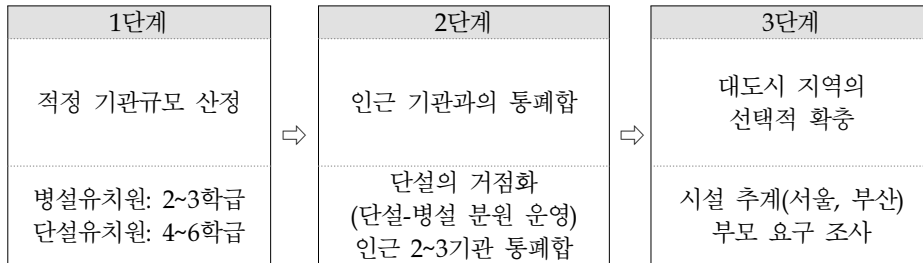 1단계
적정 기관규모 산정
병설유치원: 2~3학급
단설유치원: 4~6학급
⇨
2단계
인근 기관과의 통폐합
단설의 거점화
(단설-병설 분원 운영)
인근 2~3기관 통폐합
⇨
3단계
대도시 지역의
선택적 확충
시설 추계(서울, 부산)
부모 요구 조사